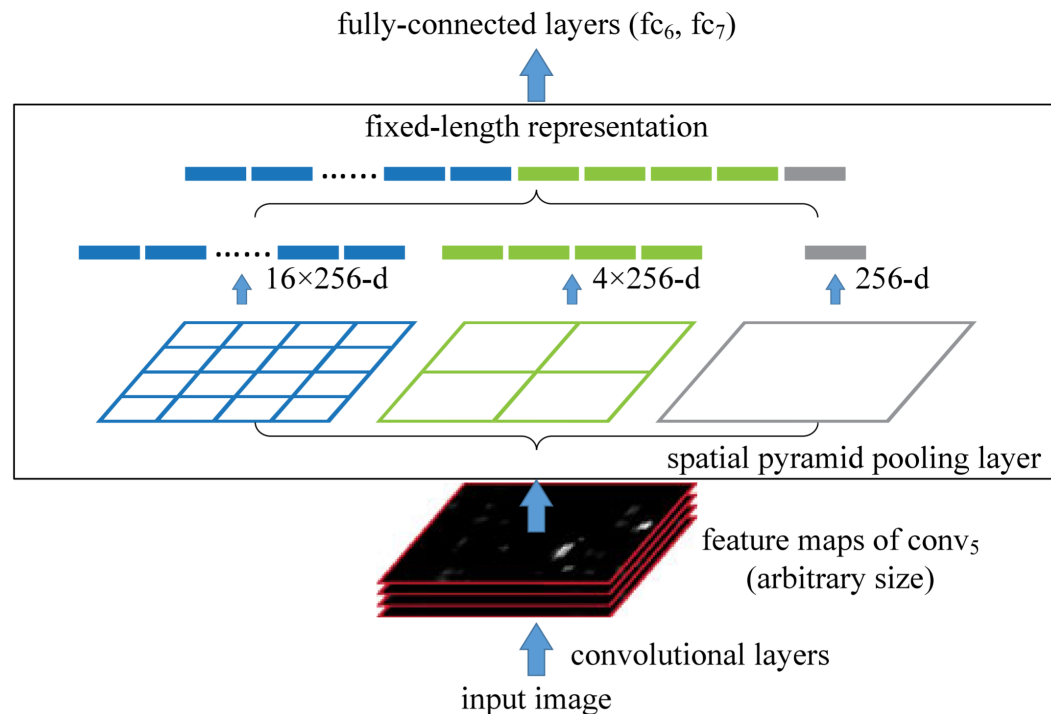 fully-connected layers (fc₆, fc₇)
fixed-length representation
......
......
16×256-d
4×256-d
256-d
spatial pyramid pooling layer
feature maps of conv₅
(arbitrary size)
convolutional layers
input image